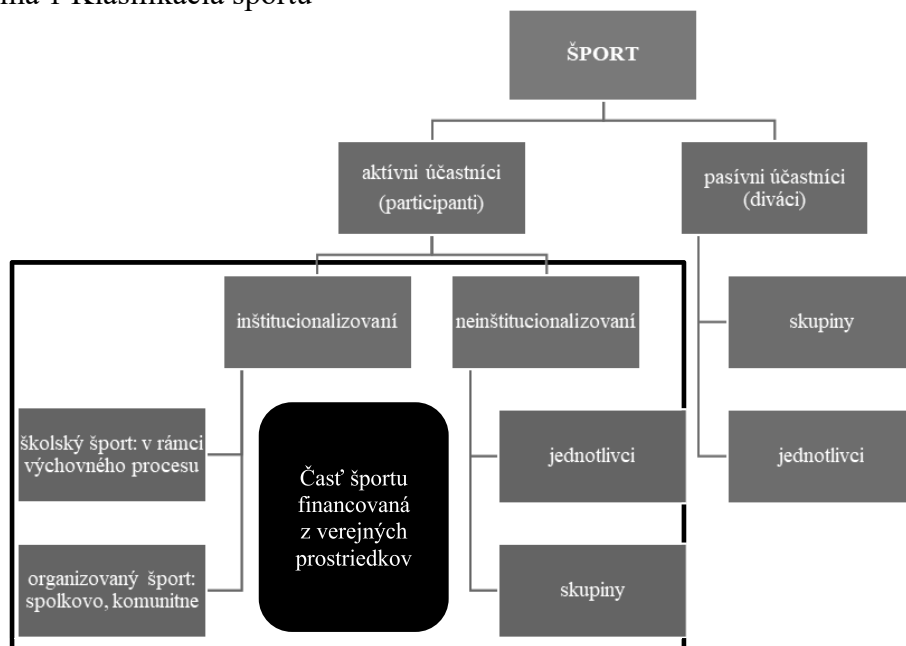 1 Klasifikácia športu
ŠPORT
aktívni účastníci
(participanti)
pasívni účastníci
(diváci)
inštitucionalizovaní
neinštitucionalizovaní
skupiny
školský šport: v rámci
výchovného procesu
Časť športu
financovaná
z verejných
prostriedkov
jednotlivci
jednotlivci
organizovaný šport:
spolkovo, komunitne
skupiny